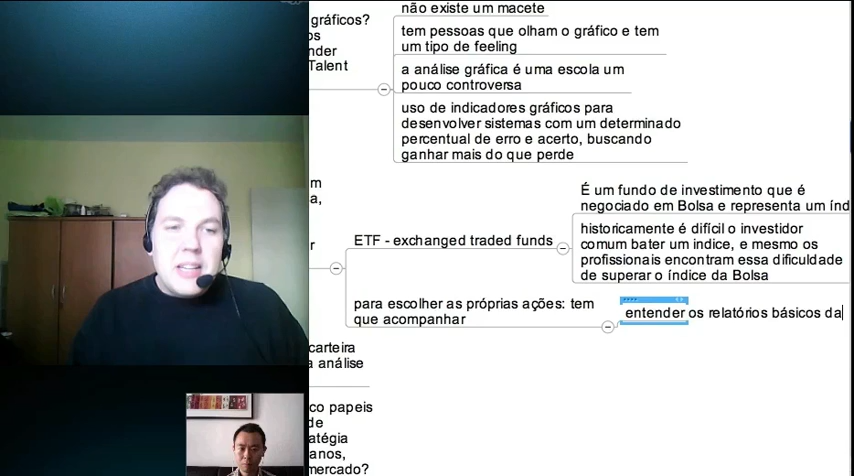 gráficos?
os
nder
Talent
não existe um macete
tem pessoas que olham o gráfico e tem
um tipo de feeling
a análise gráfica é uma escola um
pouco controversa
uso de indicadores gráficos para
desenvolver sistemas com um determinado
percentual de erro e acerto, buscando
ganhar mais do que perde
m
a,
r
ETF - exchanged traded funds
É um fundo de investimento que é
negociado em Bolsa e representa um índ
historicamente é difícil o investidor
comum bater um indice, e mesmo os
profissionais encontram essa dificuldade
de superar o índice da Bolsa
para escolher as próprias ações: tem
que acompanhar
entender os relatórios básicos da
carteira
a análise
co papeis
de
atégia
anos,
mercado?